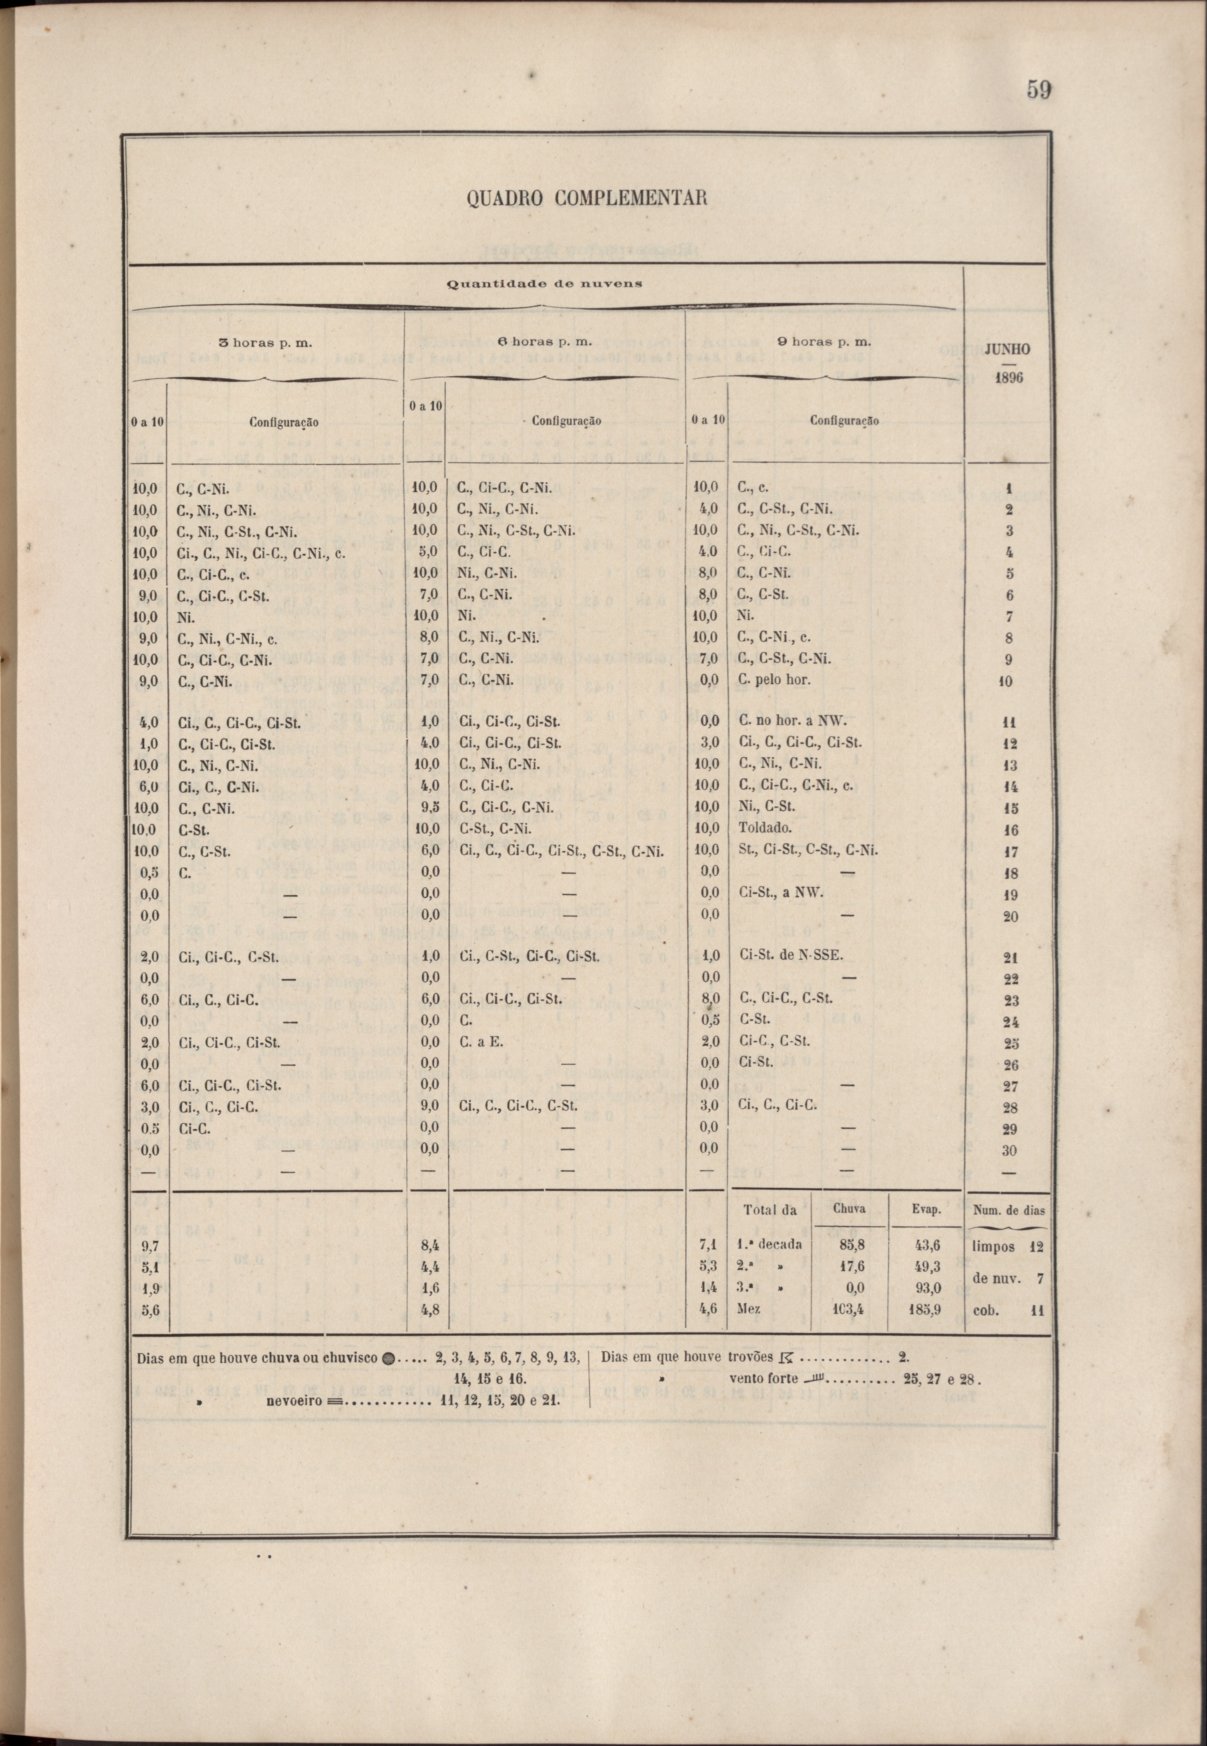 59
QUADRO COMPLEMENTAR
Quantidade de nuvens
3 horas p. m. 6 horas p. m. 9 horas p. m. JUNHO
1896
0 a 10 Configuração 0 a 10 Configuração 0 a 10 Configuração
10,0 C., C-Ni. 10,0 C., Ci-C., C-Ni. 10,0 C., c. 1
10,0 C., Ni., C-Ni. 10,0 C., Ni., C-Ni. 4,0 C., C-St., C-Ni. 2
10,0 C., Ni., C-St., C-Ni. 10,0 C., Ni., C-St., C-Ni. 10,0 C., Ni., C-St., C-Ni. 3
10,0 Ci., C., Ni., Ci-C., C-Ni., c. 5,0 C., Ci-C. 4,0 C., Ci-C. 4
10,0 C., Ci-C., c. 10,0 Ni., C-Ni. 8,0 C., C-Ni. 5
9,0 C., Ci-C., C-St. 7,0 C., C-Ni. 8,0 C., C-St. 6
10,0 Ni. 10,0 Ni. 10,0 Ni. 7
9,0 C., Ni., C-Ni., c. 8,0 C., Ni., C-Ni. 10,0 C., C-Ni., c. 8
10,0 C., Ci-C., C-Ni. 7,0 C., C-Ni. 7,0 C., C-St., C-Ni. 9
9,0 C., C-Ni. 7,0 C., C-Ni. 0,0 C. pelo hor. 10
4,0 Ci., C., Ci-C., Ci-St. 1,0 Ci., Ci-C., Ci-St. 0,0 C. no hor. a NW. 11
1,0 C., Ci-C., Ci-St. 4,0 Ci., Ci-C., Ci-St. 3,0 Ci., C., Ci-C., Ci-St. 12
10,0 C., Ni., C-Ni. 10,0 C., Ni., C-Ni. 10,0 C., Ni., C-Ni. 13
6,0 Ci., C., C-Ni. 4,0 C., Ci-C. 10,0 C., Ci-C., C-Ni., c. 14
10,0 C., C-Ni. 9,5 C., Ci-C., C-Ni. 10,0 Ni., C-St. 15
10,0 C-St. 10,0 C-St., C-Ni. 10,0 Toldado. 16
10,0 C., C-St. 6,0 Ci., C., Ci-C., Ci-St., C-St., C-Ni. 10,0 St., Ci-St., C-St., C-Ni. 17
0,5 C. 0,0 — 0,0 — 18
0,0 — 0,0 — 0,0 Ci-St., a NW. 19
0,0 — 0,0 — 0,0 — 20
2,0 Ci., Ci-C., C-St. 1,0 Ci., C-St., Ci-C., Ci-St. 1,0 Ci-St. de N-SSE. 21
0,0 — 0,0 — 0,0 — 22
6,0 Ci., C., Ci-C. 6,0 Ci., Ci-C., Ci-St. 8,0 C., Ci-C., C-St. 23
0,0 — 0,0 C. 0,5 C-St. 24
2,0 Ci., Ci-C., Ci-St. 0,0 C. a E. 2,0 Ci-C., C-St. 25
0,0 — 0,0 — 0,0 Ci-St. 26
6,0 Ci., Ci-C., Ci-St. 0,0 — 0,0 — 27
3,0 Ci., C., Ci-C. 9,0 Ci., C., Ci-C., C-St. 3,0 Ci., C., Ci-C. 28
0.5 Ci-C. 0,0 — 0,0 — 29
0,0 — 0,0 — 0,0 — 30
— — — — — — —
Total da Chuva Evap. Num. de dias
9,7 8,4 7,1 1.ª decada 85,8 43,6 limpos 12
5,1 4,4 5,3 2.ª » 17,6 49,3
de nuv. 7
1,9 1,6 1,4 3.ª » 0,0 93,0
5,6 4,8 4,6 Mez 103,4 185,9 cob. 11
Dias em que houve chuva ou chuvisco ..... 2, 3, 4, 5, 6, 7, 8, 9, 13, Dias em que houve trovões ............. 2.
14, 15 e 16. » vento forte .......... 25, 27 e 28.
» nevoeiro ............ 11, 12, 15, 20 e 21.